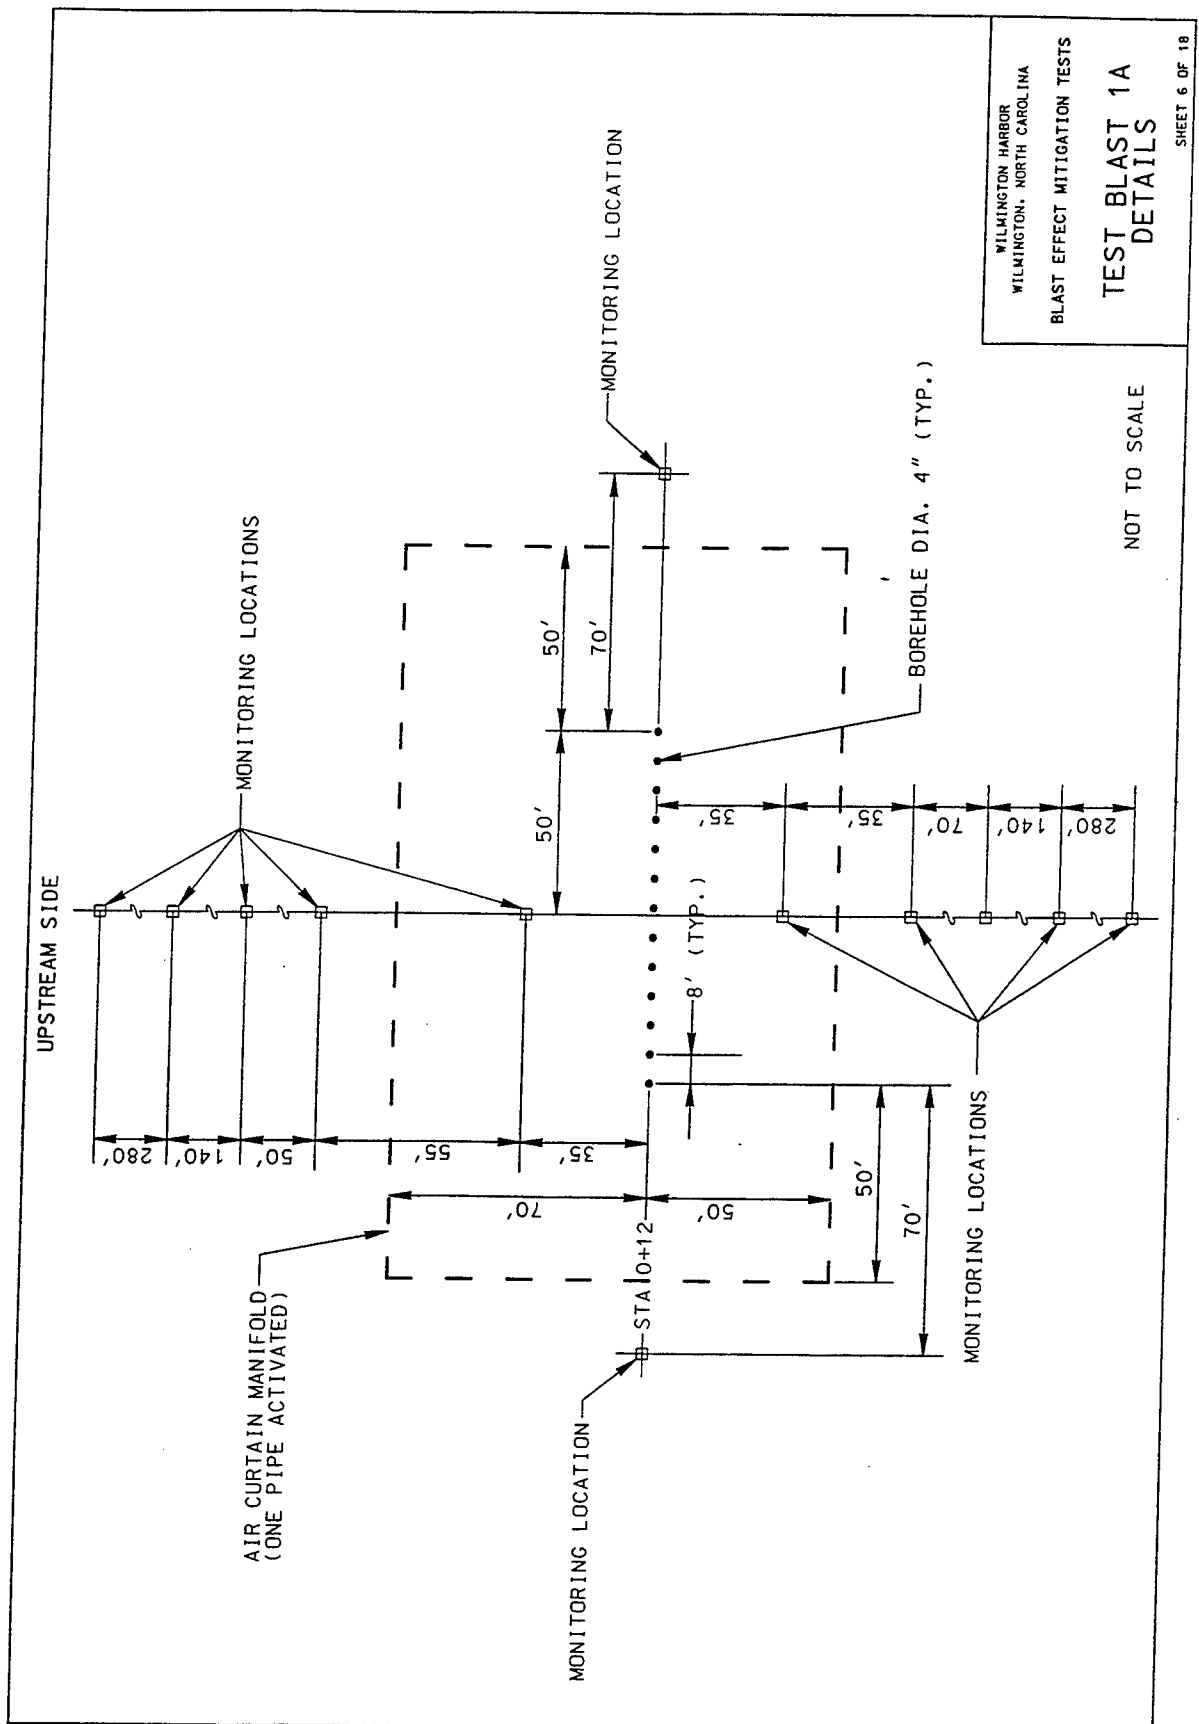 UPSTREAM SIDE
MONITORING LOCATIONS
MONITORING LOCATION
AIR CURTAIN MANIFOLD
(ONE PIPE ACTIVATED)
280'
140'
50'
55'
35'
70'
50'
50'
50'
70'
8' (TYP.)
STA 0+12
35'
35'
70'
140'
280'
50'
70'
BOREHOLE DIA. 4" (TYP.)
MONITORING LOCATION
MONITORING LOCATIONS
NOT TO SCALE
WILMINGTON HARBOR
WILMINGTON, NORTH CAROLINA
BLAST EFFECT MITIGATION TESTS
TEST BLAST 1A
DETAILS
SHEET 6 OF 18